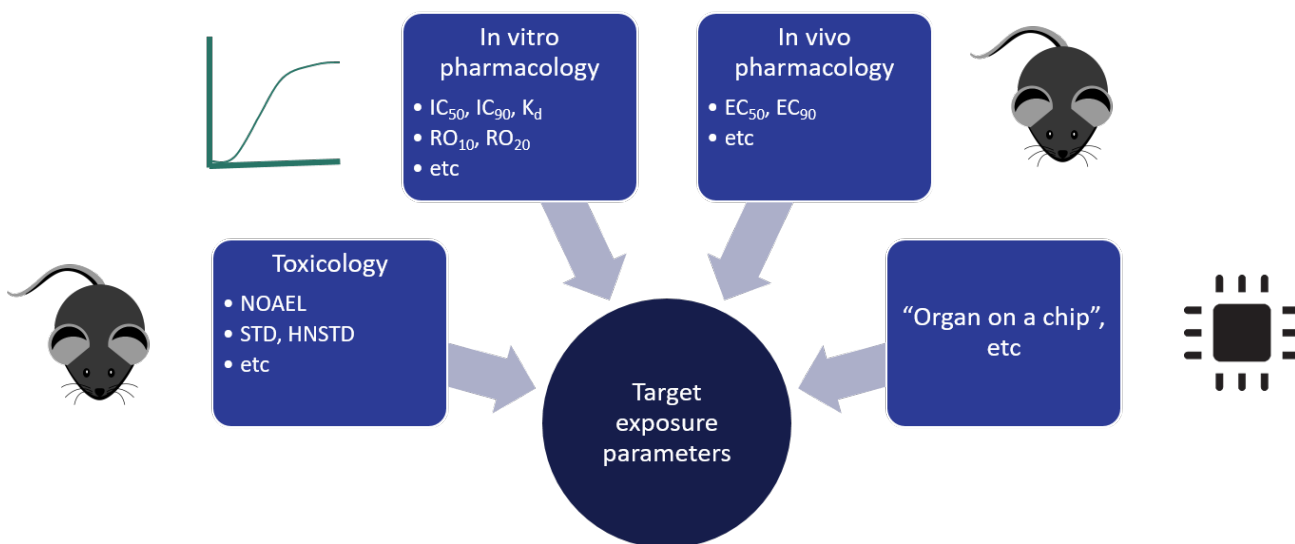 In vitro
pharmacology
• IC₅₀, IC₉₀, K_d
• RO₁₀, RO₂₀
• etc
In vivo
pharmacology
• EC₅₀, EC₉₀
• etc
Toxicology
• NOAEL
• STD, HNSTD
• etc
“Organ on a chip”,
etc
Target
exposure
parameters